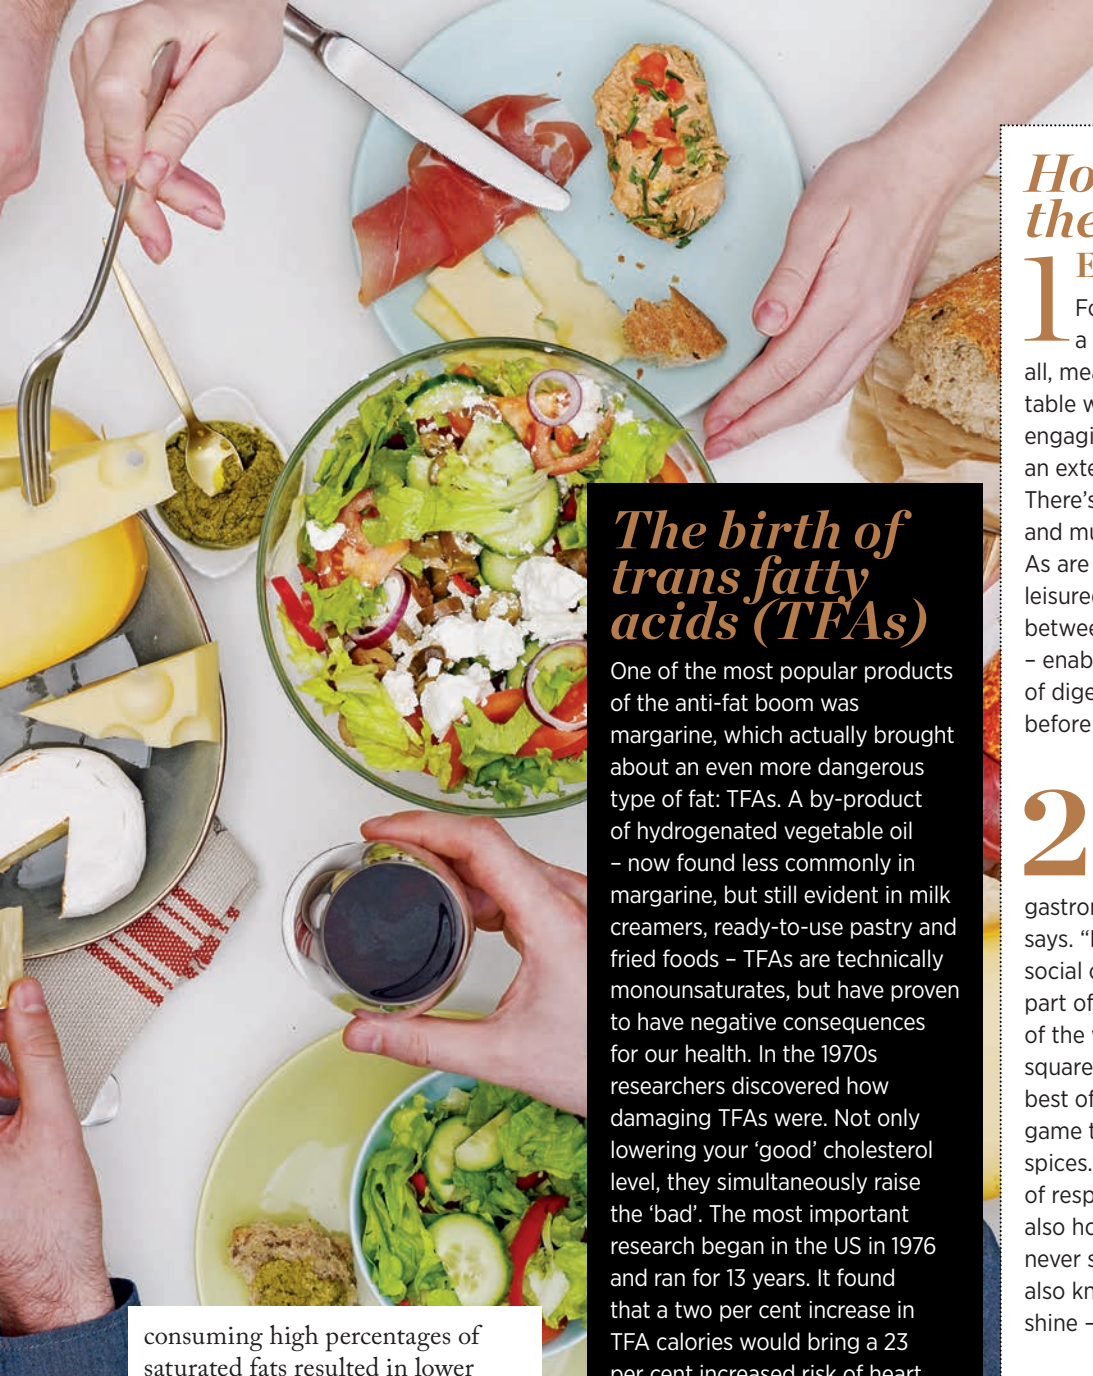 The birth of
trans fatty
acids (TFAs)
One of the most popular products
of the anti-fat boom was
margarine, which actually brought
about an even more dangerous
type of fat: TFAs. A by-product
of hydrogenated vegetable oil
– now found less commonly in
margarine, but still evident in milk
creamers, ready-to-use pastry and
fried foods – TFAs are technically
monounsaturates, but have proven
to have negative consequences
for our health. In the 1970s
researchers discovered how
damaging TFAs were. Not only
lowering your ‘good’ cholesterol
level, they simultaneously raise
the ‘bad’. The most important
research began in the US in 1976
and ran for 13 years. It found
that a two per cent increase in
TFA calories would bring a 23
per cent increased risk of heart
consuming high percentages of
saturated fats resulted in lower
1
a
all,
table
an
There’s
and
As are
– enab
of
before
2
says.
social
part of
of the
square
best of
game
spices.
of
also
never
also
shine –